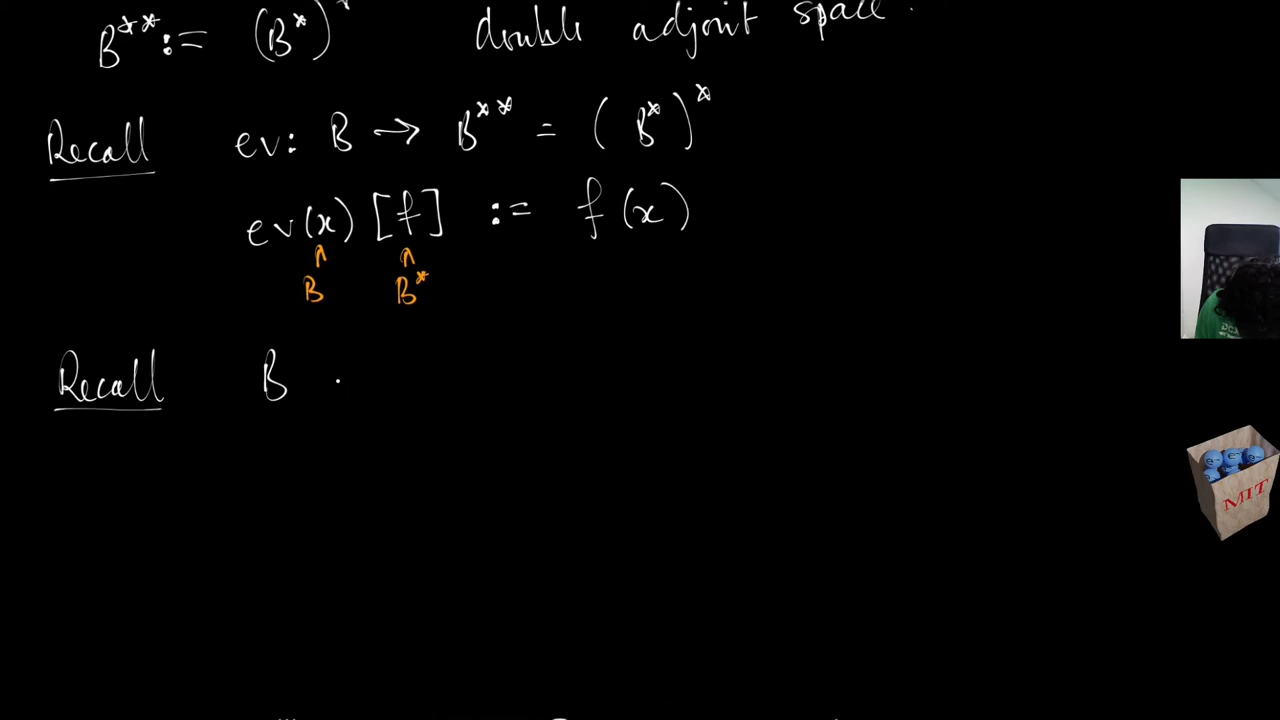 B** := (B*)* double adjoint space.
Recall ev: B → B** = (B*)*
ev(x) [f] := f(x)
↑ ↑
B B*
Recall B
MIT